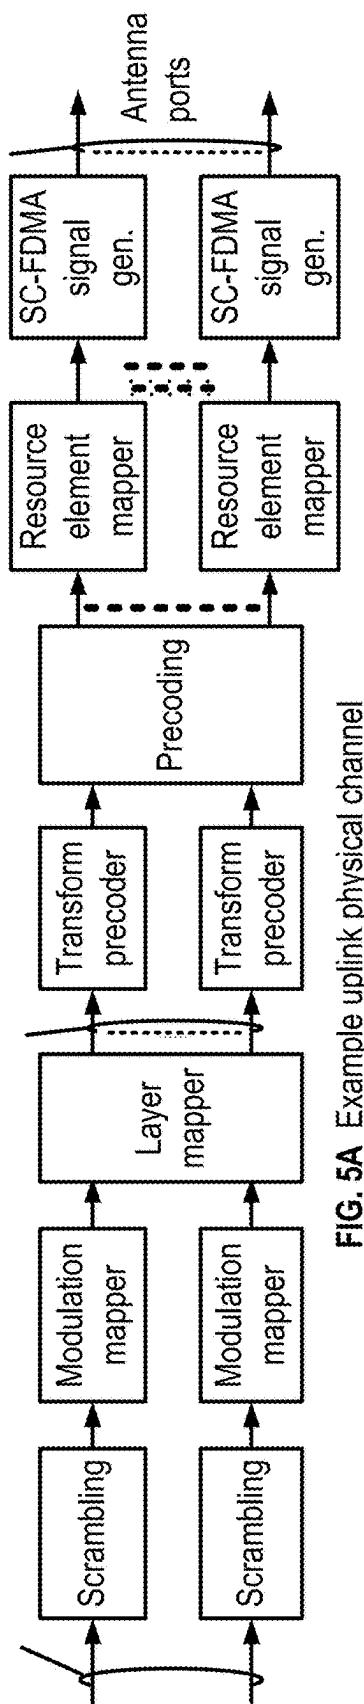 Scrambling
Modulation
mapper
Layer
mapper
Transform
precoder
Precoding
Resource
element
mapper
SC-FDMA
signal
gen.
Antenna
ports
Scrambling
Modulation
mapper
Transform
precoder
Resource
element
mapper
SC-FDMA
signal
gen.
FIG. 5A Example uplink physical channel